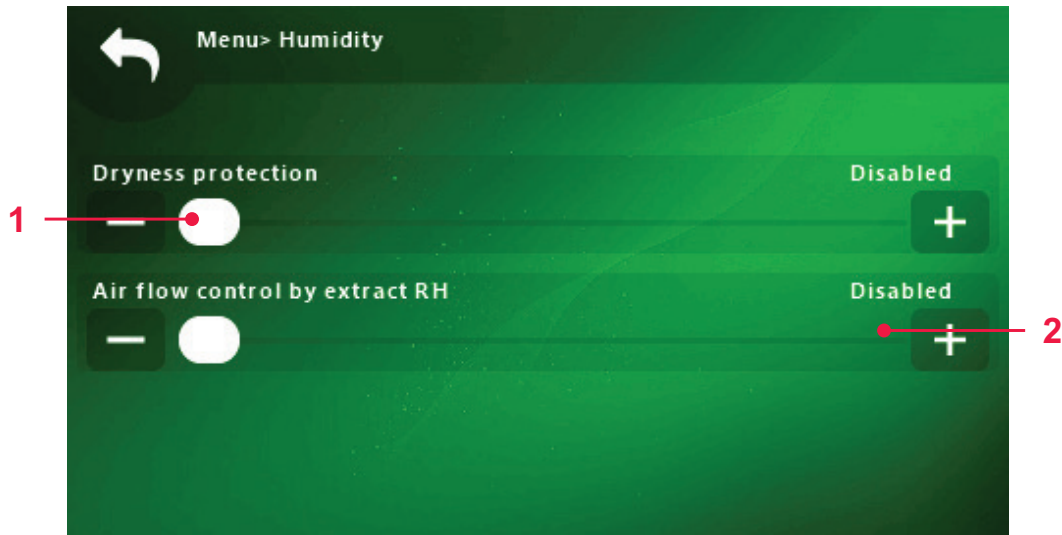 Menu> Humidity
Dryness protection Disabled
1
Air flow control by extract RH Disabled
2